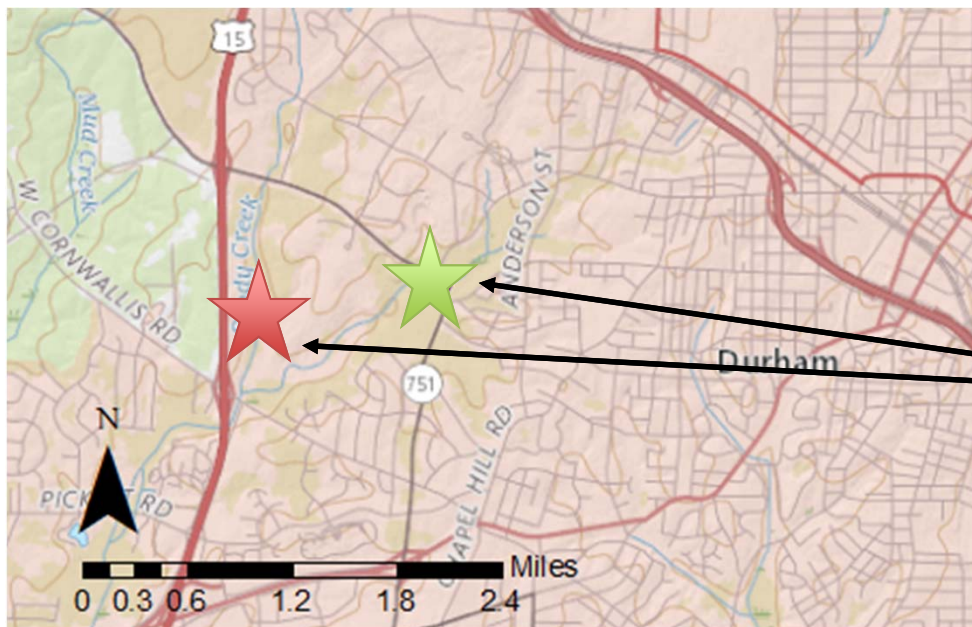 15
Mud Creek
W CORNWALLIS RD
ANDERSON ST
dy Creek
Durham
751
N
CHAPEL HILL RD
RD
Miles
0 0.3 0.6 1.2 1.8 2.4